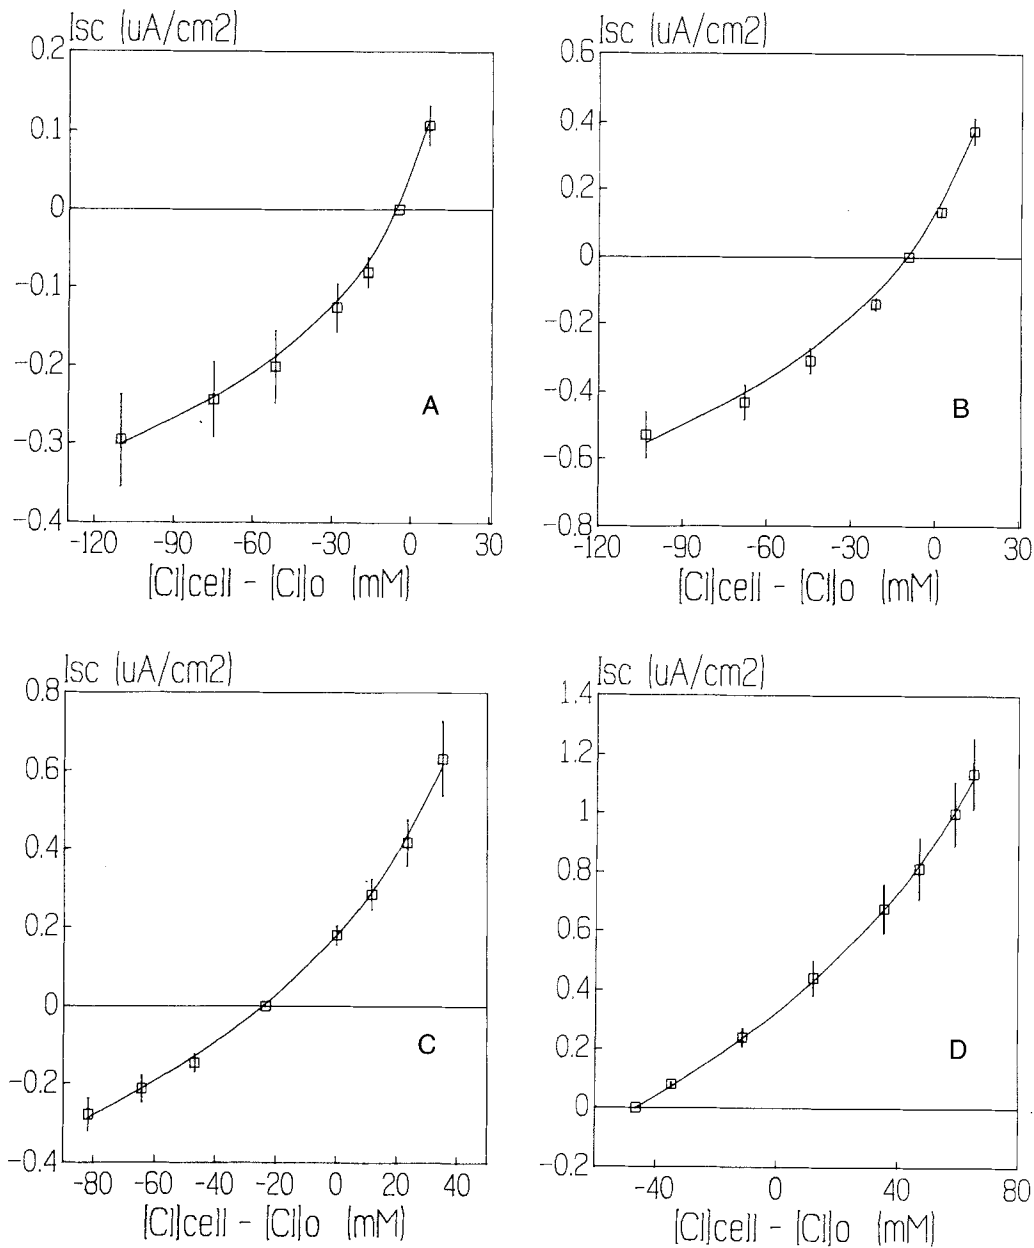 Isc (uA/cm2)
0.2
0.1
0
-0.1
-0.2
-0.3
-0.4
-120 -90 -60 -30 0 30
[Cl]cell - [Cl]o (mM)
A
Isc (uA/cm2)
0.6
0.4
0.2
0
-0.2
-0.4
-0.6
-0.8
-120 -90 -60 -30 0 30
[Cl]cell - [Cl]o (mM)
B
Isc (uA/cm2)
0.8
0.6
0.4
0.2
0
-0.2
-0.4
-80 -60 -40 -20 0 20 40
[Cl]cell - [Cl]o (mM)
C
Isc (uA/cm2)
1.4
1.2
1
0.8
0.6
0.4
0.2
0
-0.2
-40 0 40 80
[Cl]cell - [Cl]o (mM)
D